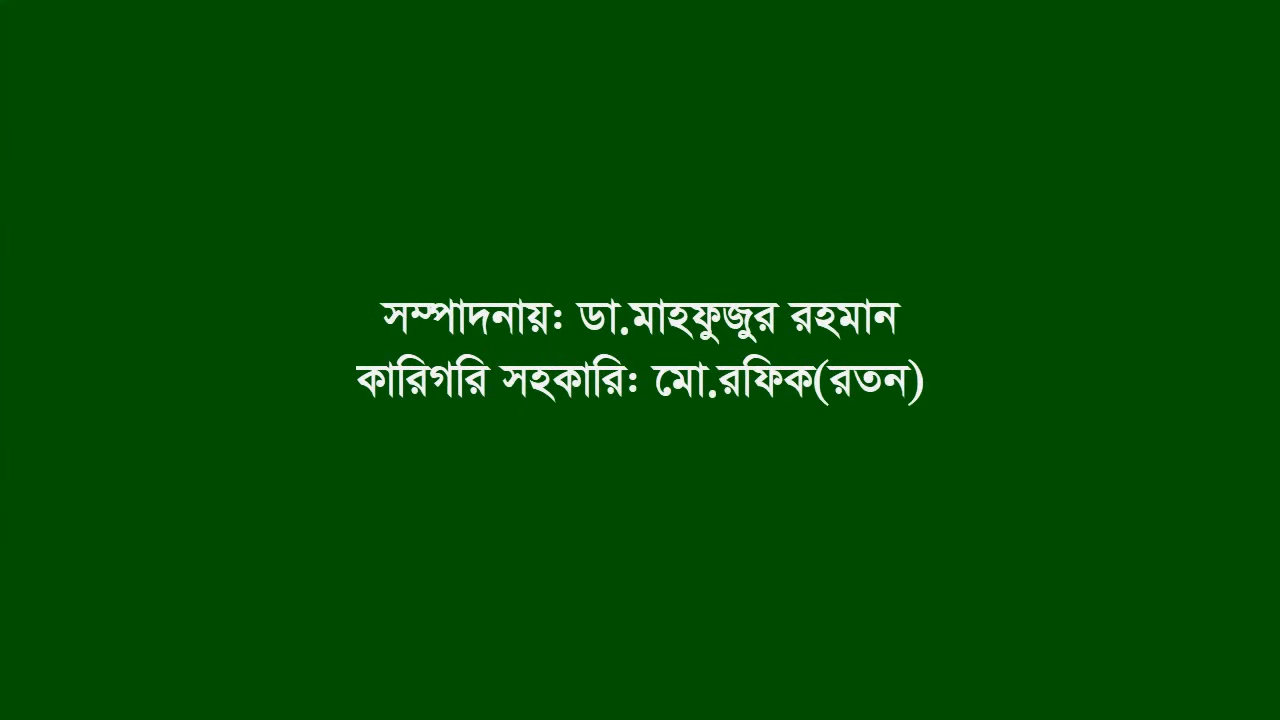 সম্পাদনায়: ডা.মাহফুজুর রহমান
কারিগরি সহকারি: মো.রফিক(রতন)